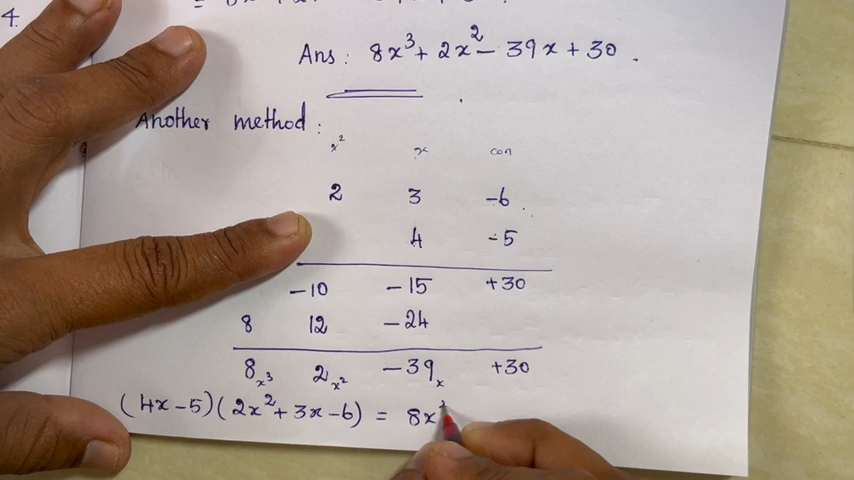 4.
Ans : 8x³ + 2x² - 39x + 30 .
Another method :
x² x con
2 3 -6
4 -5
-10 -15 +30
8 12 -24
8x³ 2x² -39x +30
(4x - 5)(2x² + 3x - 6) = 8x